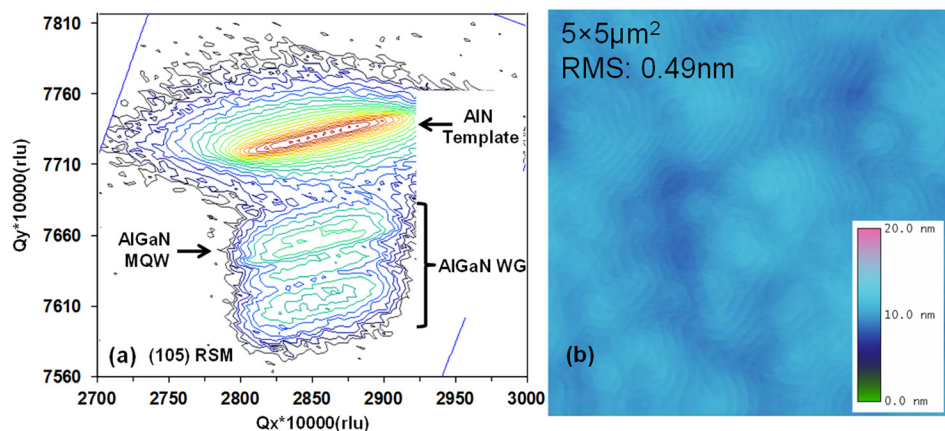 7810
7760
7710
7660
7610
7560
Qy*10000(rlu)
AlN
Template
AlGaN
MQW
AlGaN WG
(a) (105) RSM
2700 2750 2800 2850 2900 2950 3000
Qx*10000(rlu)
5×5μm²
RMS: 0.49nm
20.0 nm
10.0 nm
0.0 nm
(b)